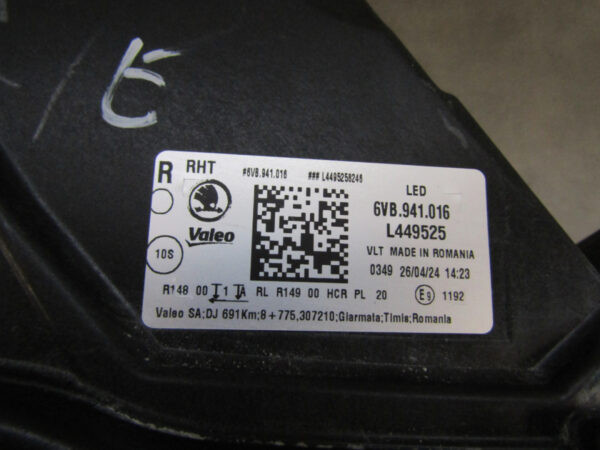 R RHT #6VB.941.016 ### L4495258246
Valeo
10S
LED
6VB.941.016
L449525
VLT MADE IN ROMANIA
0349 26/04/24 14:23
R148 00 1 1A RL R149 00 HCR PL 20 E9 1192
Valeo SA;DJ 691Km;8+775,307210;Giarmata;Timis;Romania